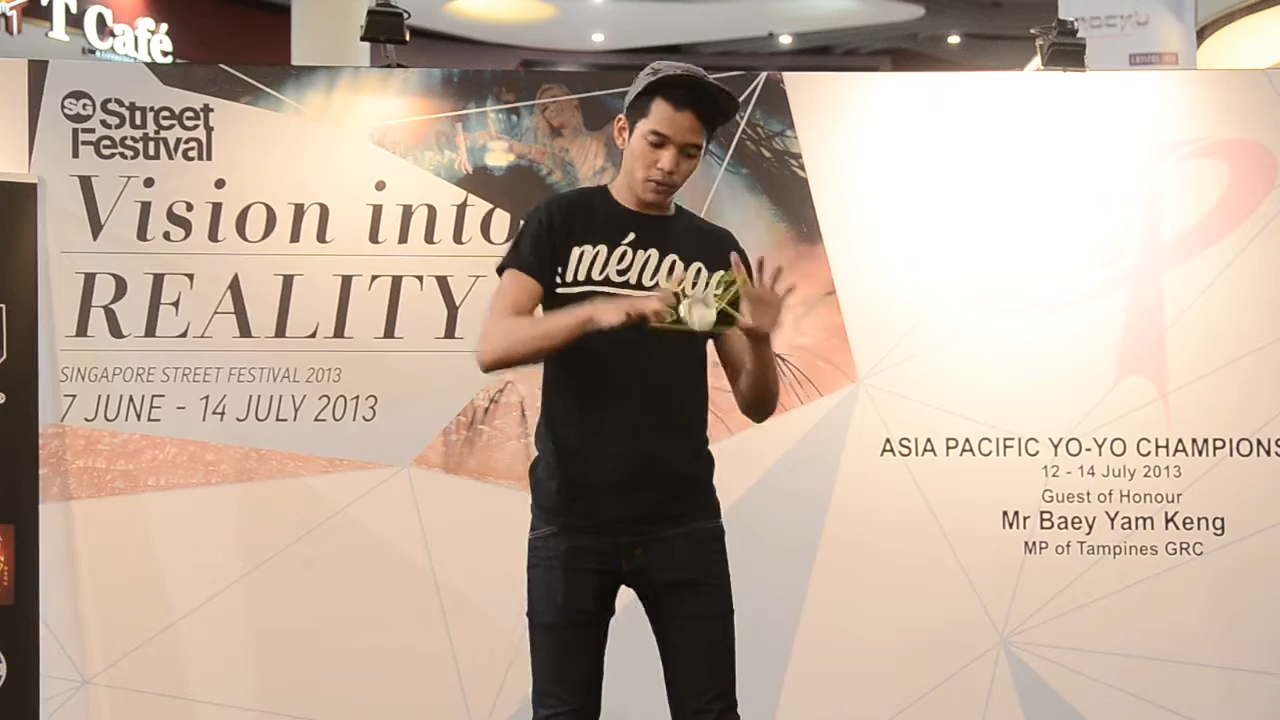 T Café
SG Street
Festival
Vision into
REALITY
SINGAPORE STREET FESTIVAL 2013
7 JUNE - 14 JULY 2013
ménage
ASIA PACIFIC YO-YO CHAMPIONS
12 - 14 July 2013
Guest of Honour
Mr Baey Yam Keng
MP of Tampines GRC